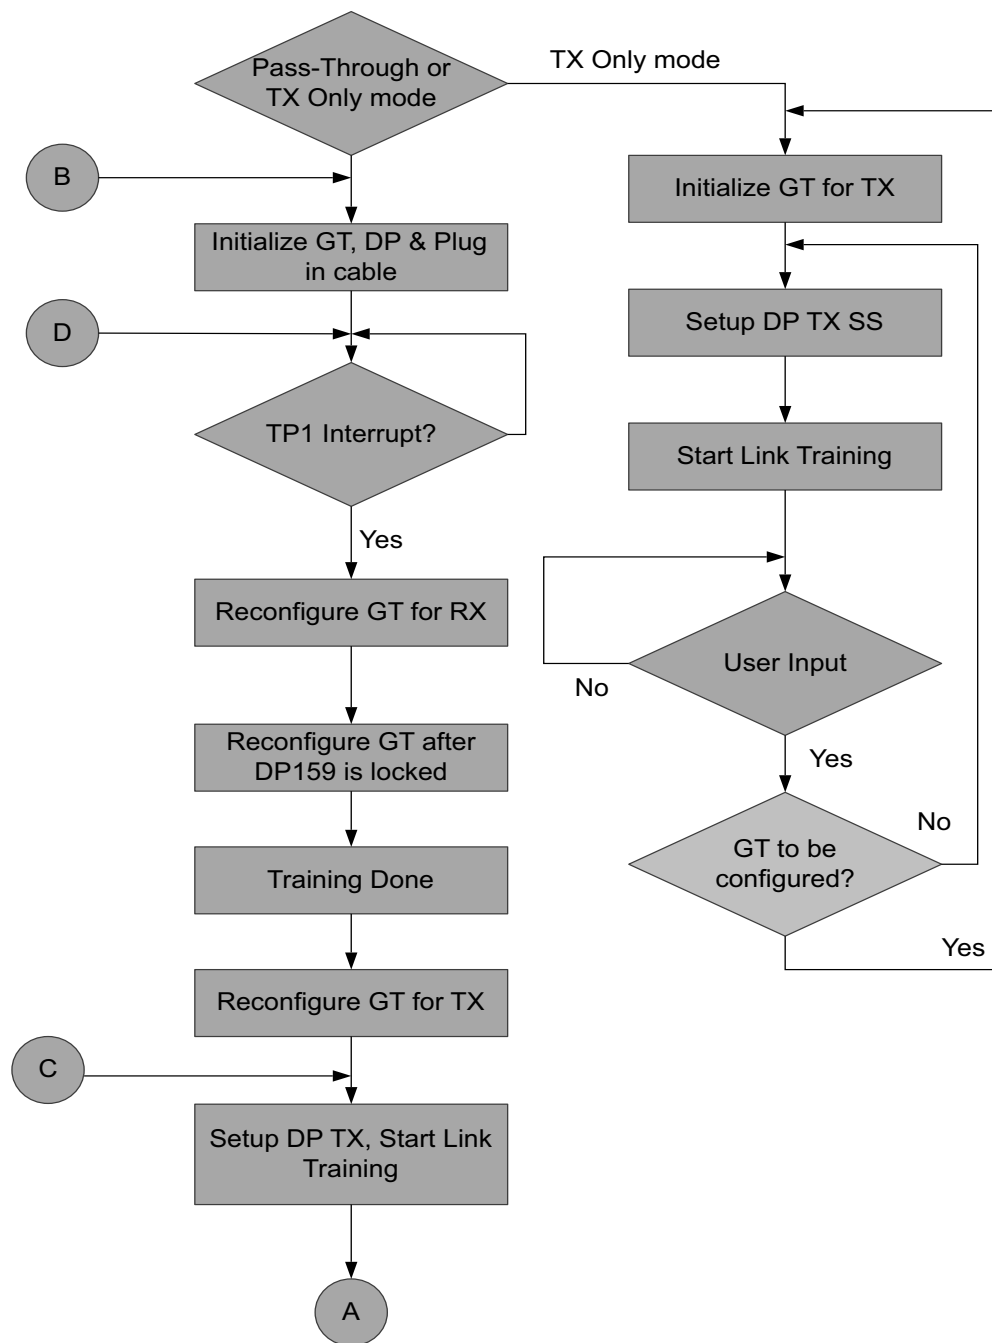 Pass-Through or
TX Only mode
TX Only mode
B
Initialize GT for TX
Initialize GT, DP & Plug
in cable
D
Setup DP TX SS
TP1 Interrupt?
Start Link Training
Yes
Reconfigure GT for RX
User Input
No
Reconfigure GT after
DP159 is locked
Yes
No
GT to be
configured?
Training Done
Yes
Reconfigure GT for TX
C
Setup DP TX, Start Link
Training
A